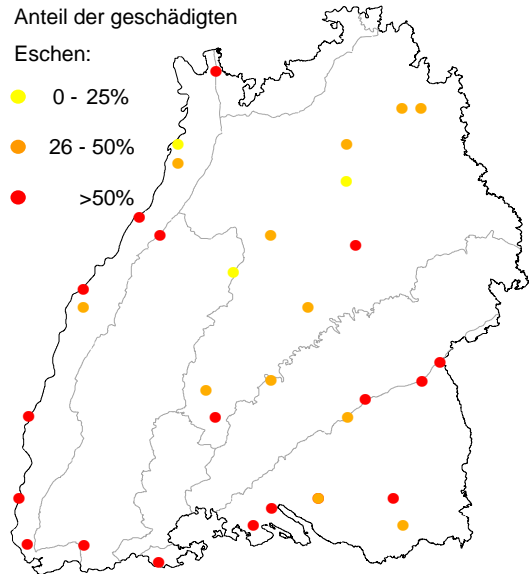 Anteil der geschädigten
Eschen:
0 - 25%
26 - 50%
>50%